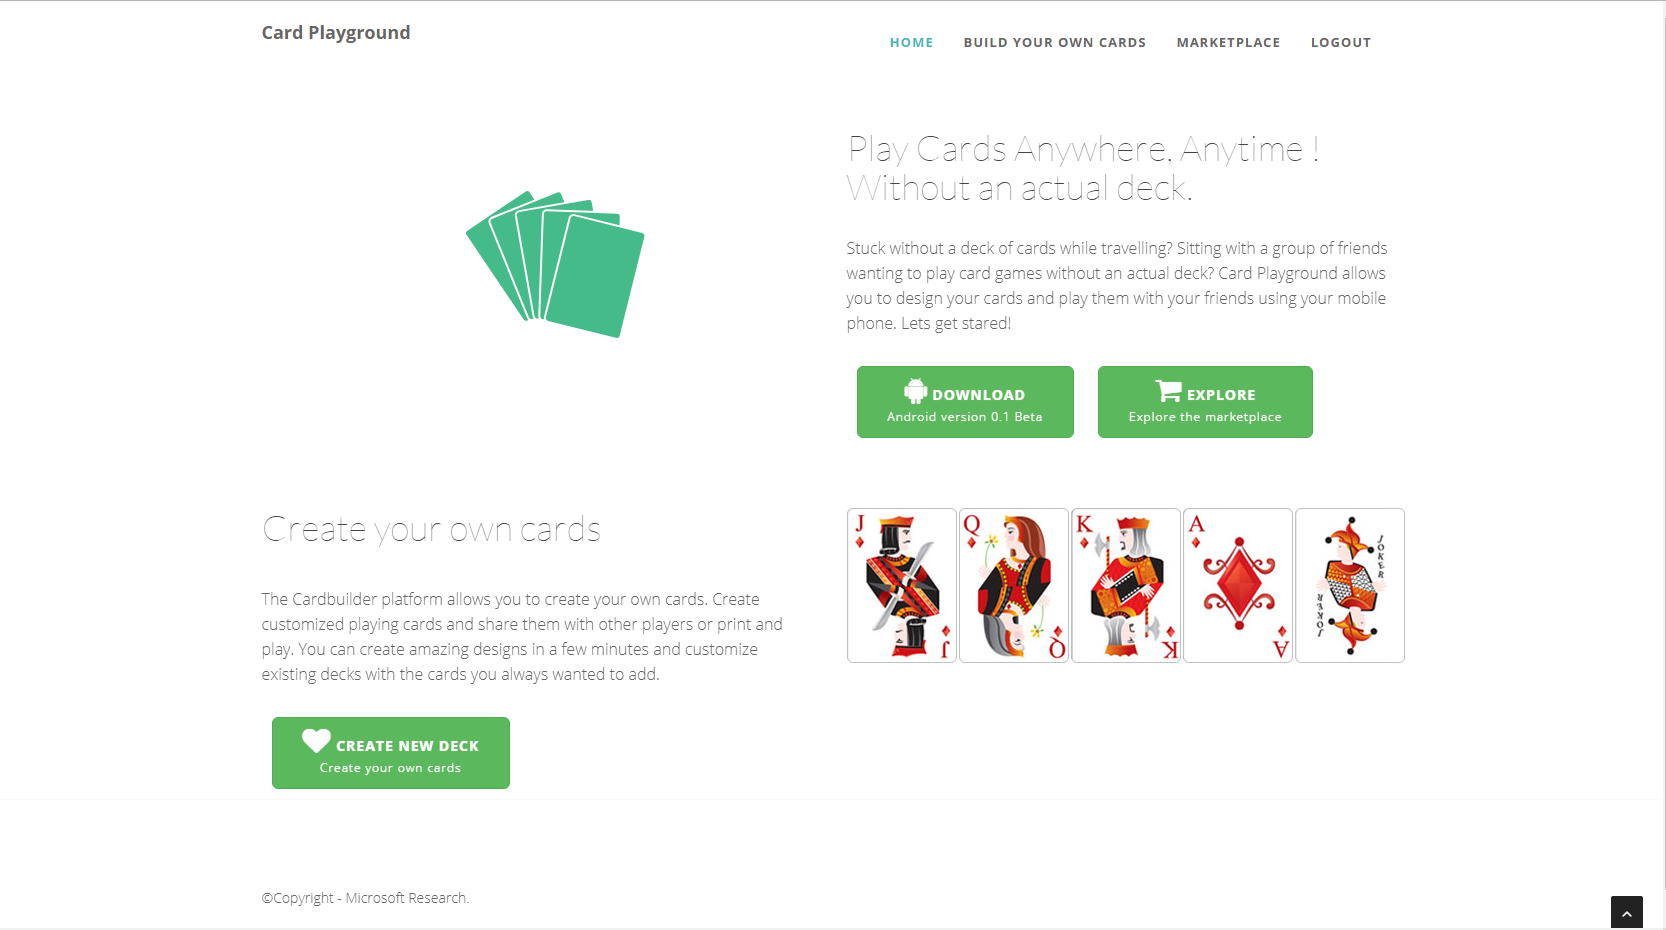 Card Playground
HOME
BUILD YOUR OWN CARDS
MARKETPLACE
LOGOUT
Play Cards Anywhere, Anytime !
Without an actual deck.
Stuck without a deck of cards while travelling? Sitting with a group of friends
wanting to play card games without an actual deck? Card Playground allows
you to design your cards and play them with your friends using your mobile
phone. Lets get stared!
DOWNLOAD
Android version 0.1 Beta
EXPLORE
Explore the marketplace
Create your own cards
The Cardbuilder platform allows you to create your own cards. Create
customized playing cards and share them with other players or print and
play. You can create amazing designs in a few minutes and customize
existing decks with the cards you always wanted to add.
CREATE NEW DECK
Create your own cards
J
J
Q
Q
K
K
A
A
JOKER
JOKER
©Copyright - Microsoft Research.